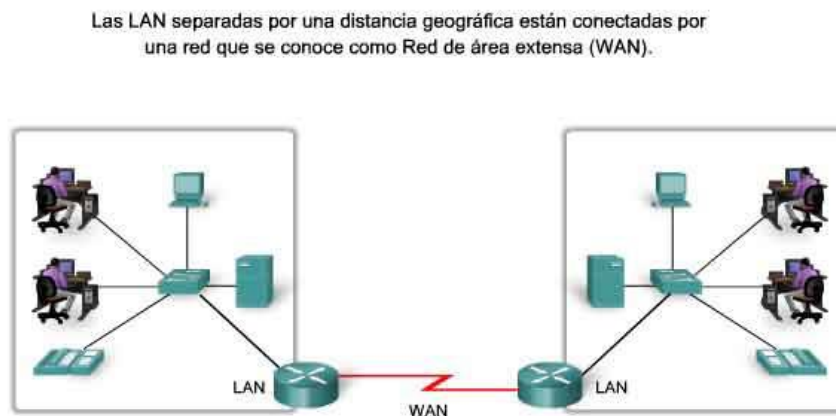 Las LAN separadas por una distancia geográfica están conectadas por
una red que se conoce como Red de área extensa (WAN).
LAN
LAN
WAN